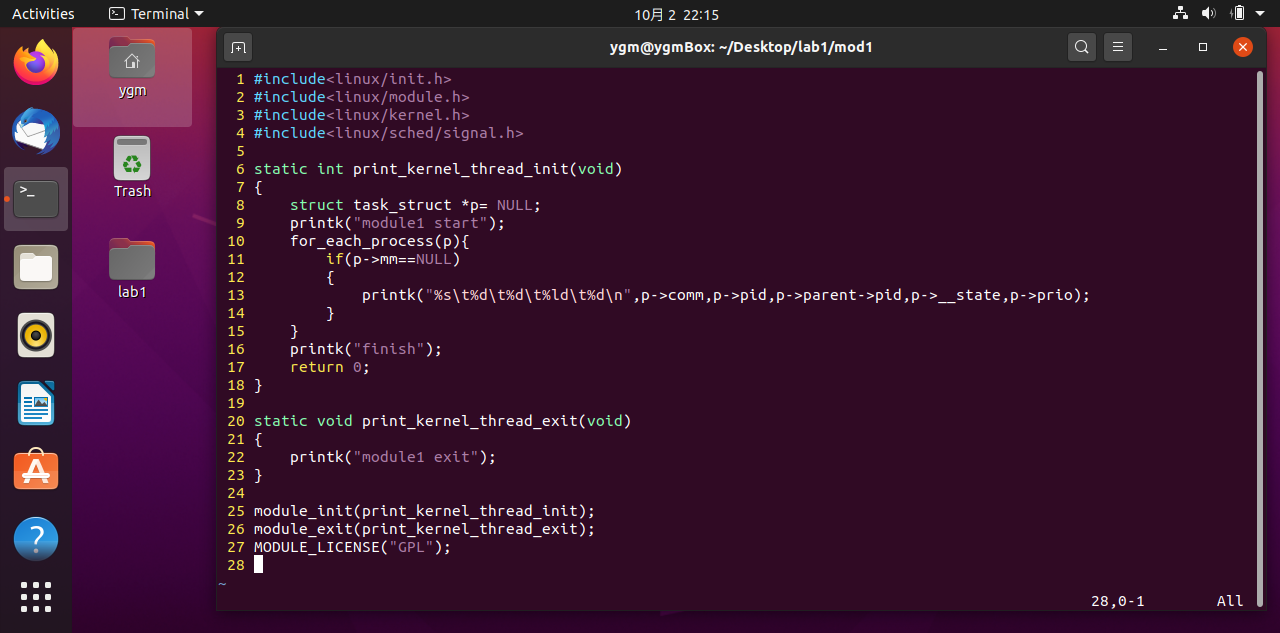 Activities Terminal 10月 2 22:15
ygm@ygmBox: ~/Desktop/lab1/mod1
ygm
Trash
lab1
1 #include<linux/init.h>
2 #include<linux/module.h>
3 #include<linux/kernel.h>
4 #include<linux/sched/signal.h>
5
6 static int print_kernel_thread_init(void)
7 {
8     struct task_struct *p= NULL;
9     printk("module1 start");
10     for_each_process(p){
11         if(p->mm==NULL)
12         {
13             printk("%s\t%d\t%d\t%ld\t%d\n",p->comm,p->pid,p->parent->pid,p->__state,p->prio);
14         }
15     }
16     printk("finish");
17     return 0;
18 }
19
20 static void print_kernel_thread_exit(void)
21 {
22     printk("module1 exit");
23 }
24
25 module_init(print_kernel_thread_init);
26 module_exit(print_kernel_thread_exit);
27 MODULE_LICENSE("GPL");
28
~
28,0-1 All